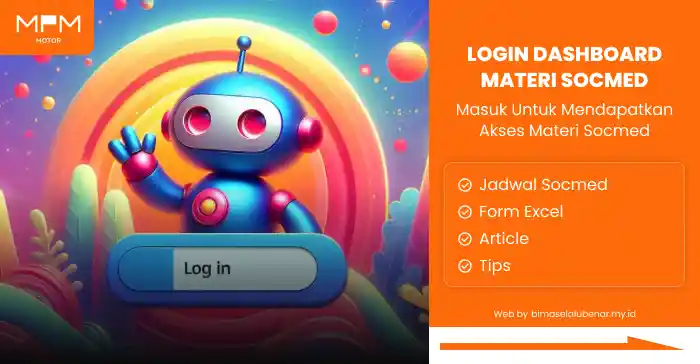 MPM
MOTOR
Log in
LOGIN DASHBOARD
MATERI SOCMED
Masuk Untuk Mendapatkan
Akses Materi Socmed
Jadwal Socmed
Form Excel
Article
Tips
Web by bimaselalubenar.my.id